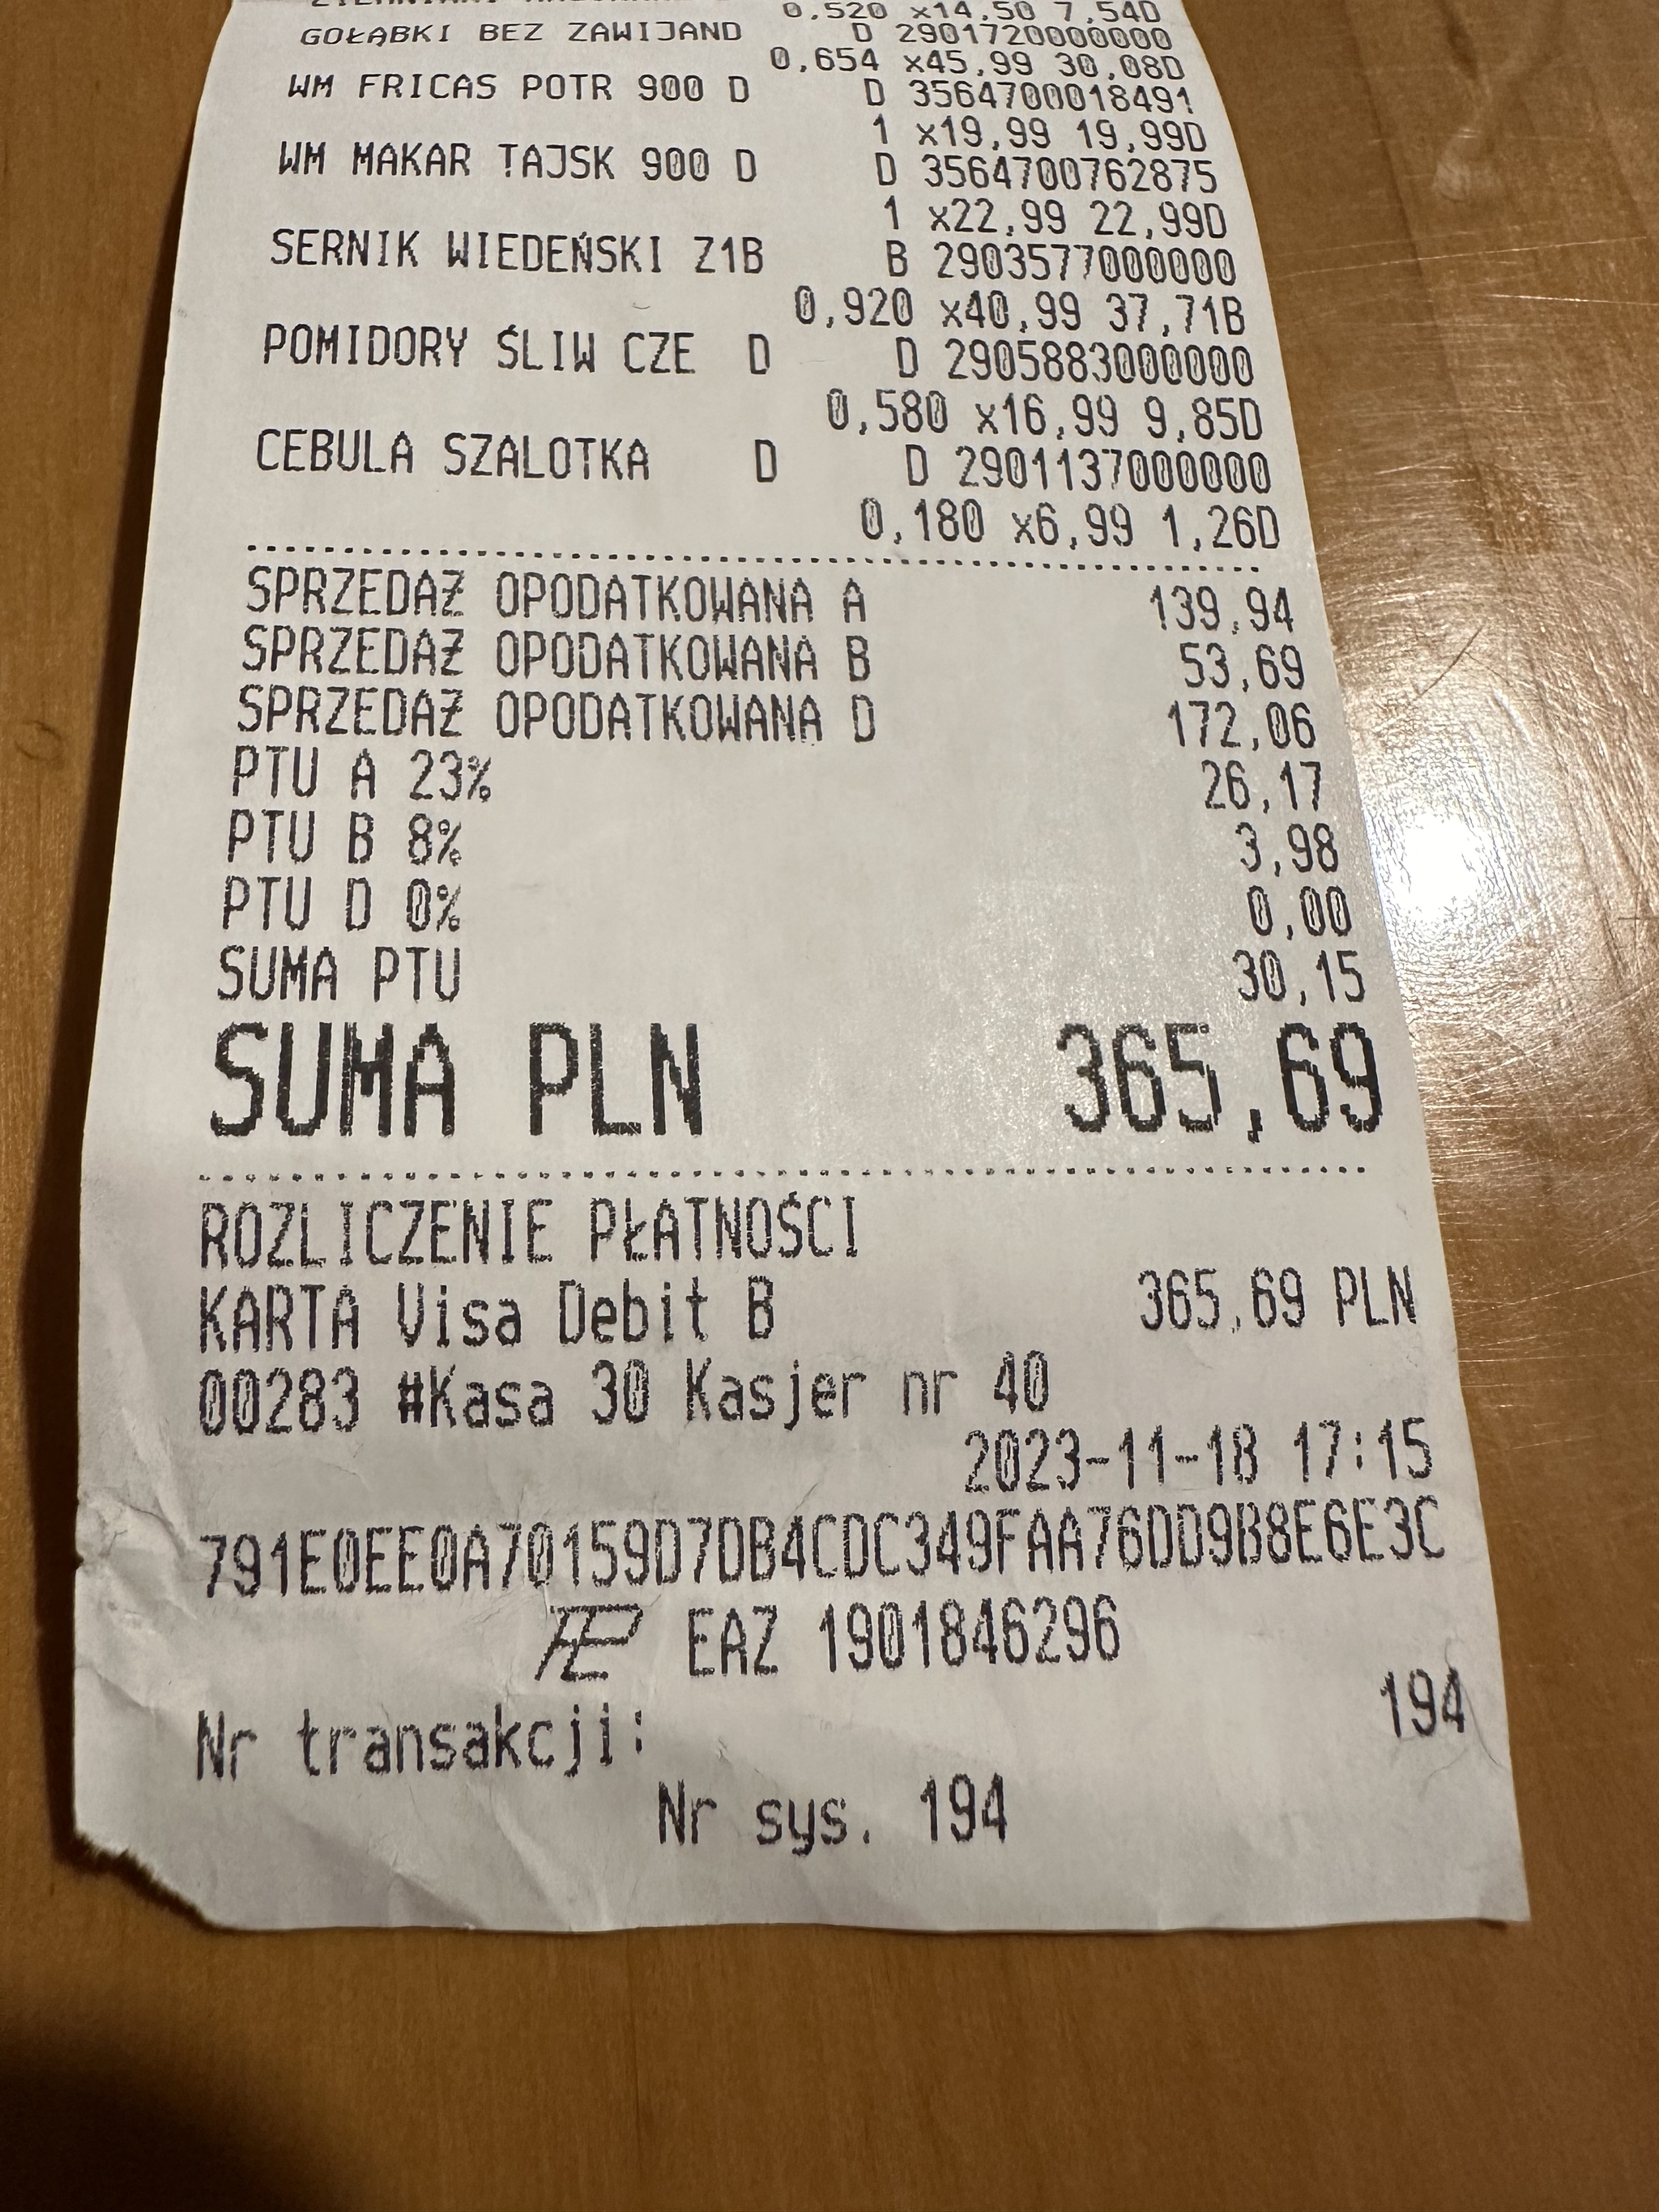 0,520 x14,50 7,54D
GOŁĄBKI BEZ ZAWIJAND D 2901720000000
0,654 x45,99 30,08D
WM FRICAS POTR 900 D D 3564700018491
1 x19,99 19,99D
WM MAKAR TAJSK 900 D D 3564700762875
1 x22,99 22,99D
SERNIK WIEDEŃSKI Z1B B 2903577000000
0,920 x40,99 37,71B
POMIDORY ŚLIW CZE D D 2905883000000
0,580 x16,99 9,85D
CEBULA SZALOTKA D D 2901137000000
0,180 x6,99 1,26D
SPRZEDAŻ OPODATKOWANA A 139,94
SPRZEDAŻ OPODATKOWANA B 53,69
SPRZEDAŻ OPODATKOWANA D 172,06
PTU A 23% 26,17
PTU B 8% 3,98
PTU D 0% 0,00
SUMA PTU 30,15
SUMA PLN 365,69
ROZLICZENIE PŁATNOŚCI
KARTA Visa Debit B 365,69 PLN
00283 #Kasa 30 Kasjer nr 40
2023-11-18 17:15
791E0EE0A70159D7DB4CDC349FAA76DD9B8E6E3C
EAZ 1901846296
Nr transakcji: 194
Nr sys. 194